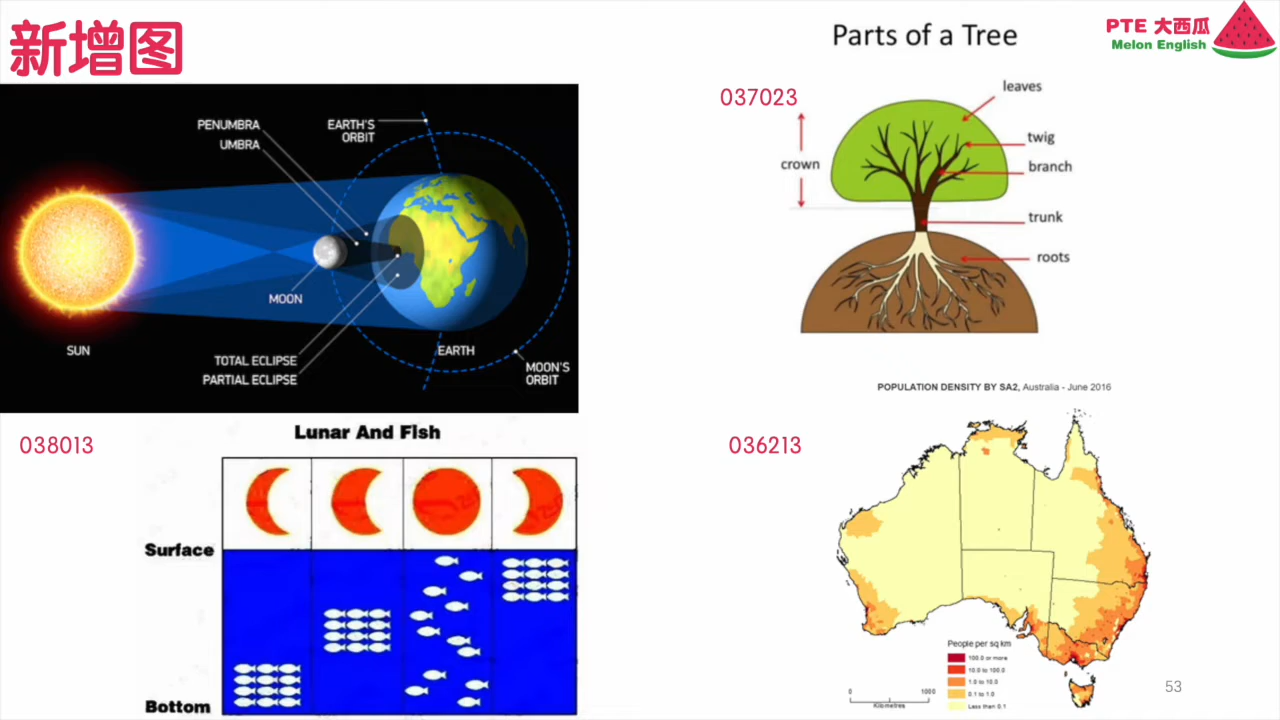 新增图
PTE 大西瓜
Melon English
PENUMBRA
UMBRA
EARTH'S
ORBIT
MOON
SUN
EARTH
TOTAL ECLIPSE
PARTIAL ECLIPSE
MOON'S
ORBIT
Parts of a Tree
037023
leaves
twig
crown
branch
trunk
roots
038013
Lunar And Fish
Surface
Bottom
POPULATION DENSITY BY SA2, Australia - June 2016
036213
People per sq km
100.0 or more
10.0 to 100.0
1.0 to 10.0
0.1 to 1.0
Less than 0.1
0 1000
Kilometres
53